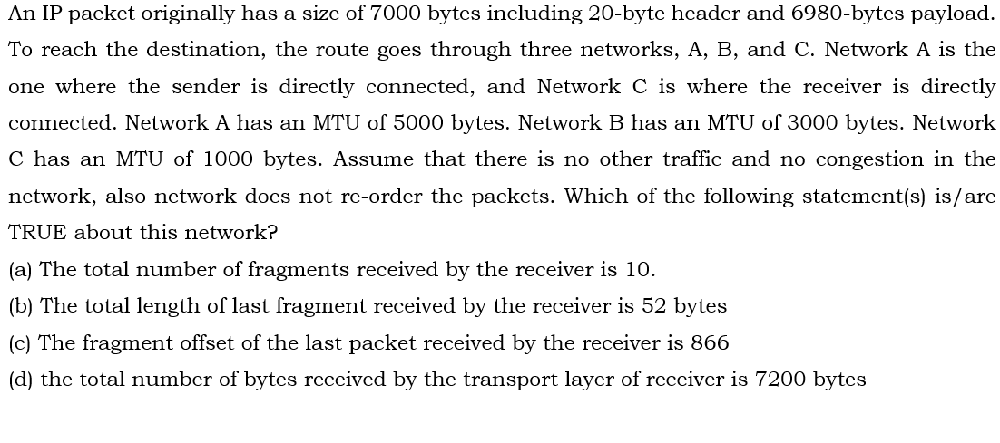 An IP packet originally has a size of 7000 bytes including 20-byte header and 6980-bytes payload.
To reach the destination, the route goes through three networks, A, B, and C. Network A is the
one where the sender is directly connected, and Network C is where the receiver is directly
connected. Network A has an MTU of 5000 bytes. Network B has an MTU of 3000 bytes. Network
C has an MTU of 1000 bytes. Assume that there is no other traffic and no congestion in the
network, also network does not re-order the packets. Which of the following statement(s) is/are
TRUE about this network?
(a) The total number of fragments received by the receiver is 10.
(b) The total length of last fragment received by the receiver is 52 bytes
(c) The fragment offset of the last packet received by the receiver is 866
(d) the total number of bytes received by the transport layer of receiver is 7200 bytes